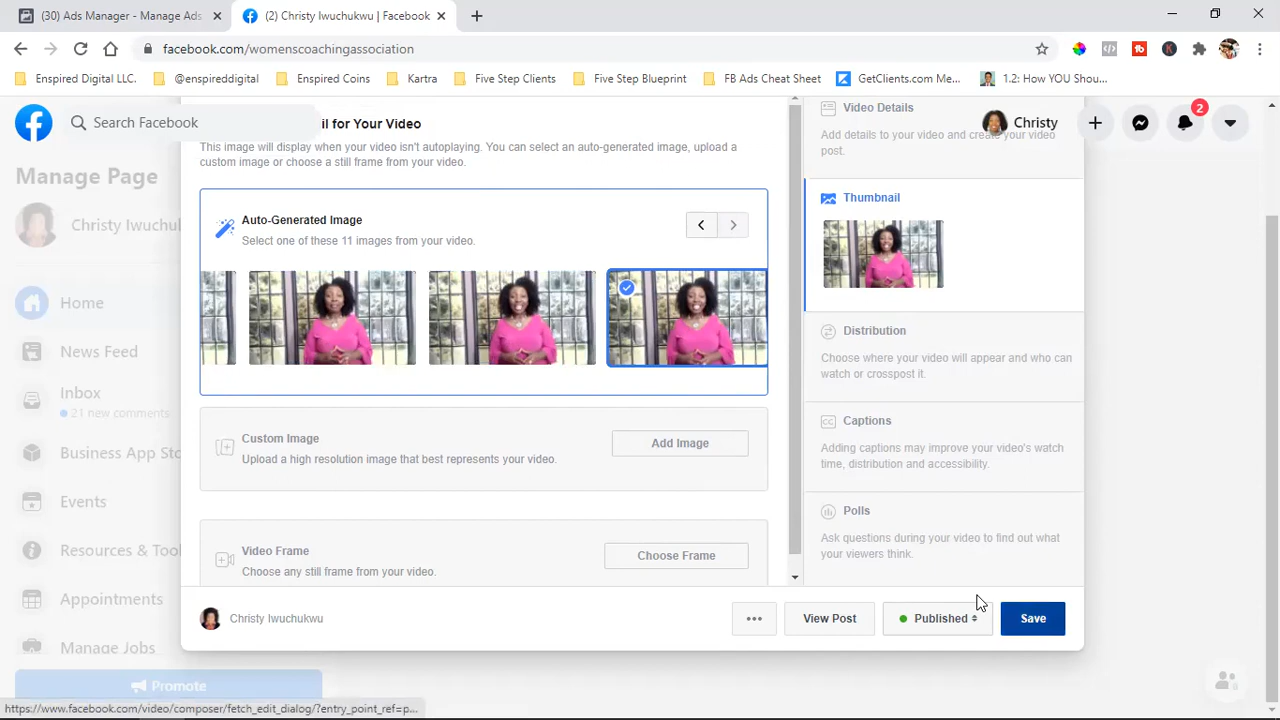 (30) Ads Manager - Manage Ads
(2) Christy Iwuchukwu | Facebook
facebook.com/womenscoachingassociation
Enspired Digital LLC. @enspireddigital Enspired Coins Kartra Five Step Clients Five Step Blueprint FB Ads Cheat Sheet GetClients.com Me... 1.2: How YOU Shou...
Search Facebook
Christy
2
Manage Page
Christy Iwuchul
Home
News Feed
Inbox
21 new comments
Business App Sto
Events
Resources & Tool
Appointments
Manage Jobs
Promote
il for Your Video
This image will display when your video isn't autoplaying. You can select an auto-generated image, upload a
custom image or choose a still frame from your video.
Auto-Generated Image
Select one of these 11 images from your video.
Custom Image
Upload a high resolution image that best represents your video.
Add Image
Video Frame
Choose any still frame from your video.
Choose Frame
Video Details
Add details to your video and create your video
post.
Thumbnail
Distribution
Choose where your video will appear and who can
watch or crosspost it.
CC Captions
Adding captions may improve your video's watch
time, distribution and accessibility.
Polls
Ask questions during your video to find out what
your viewers think.
Christy Iwuchukwu
View Post
Published
Save
https://www.facebook.com/video/composer/fetch_edit_dialog/?entry_point_ref=p...